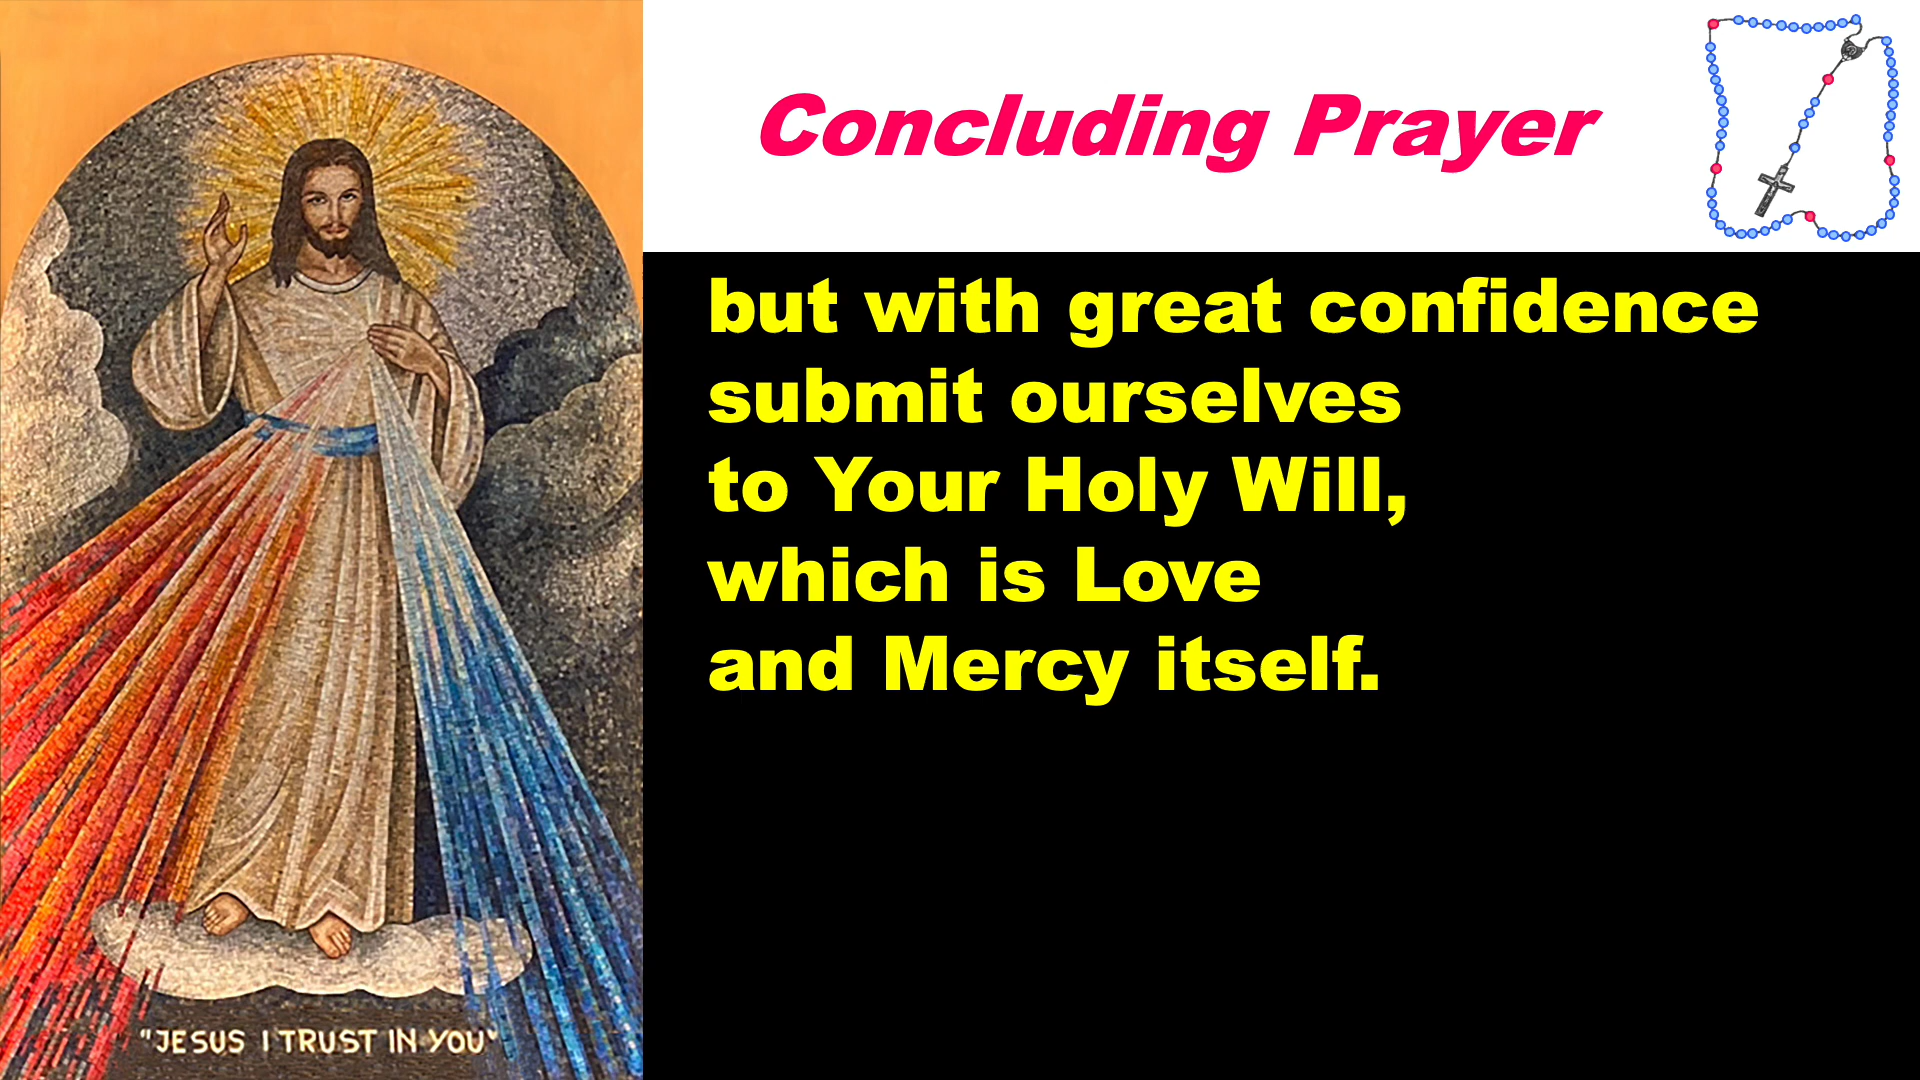 Concluding Prayer
but with great confidence
submit ourselves
to Your Holy Will,
which is Love
and Mercy itself.
"JESUS I TRUST IN YOU"